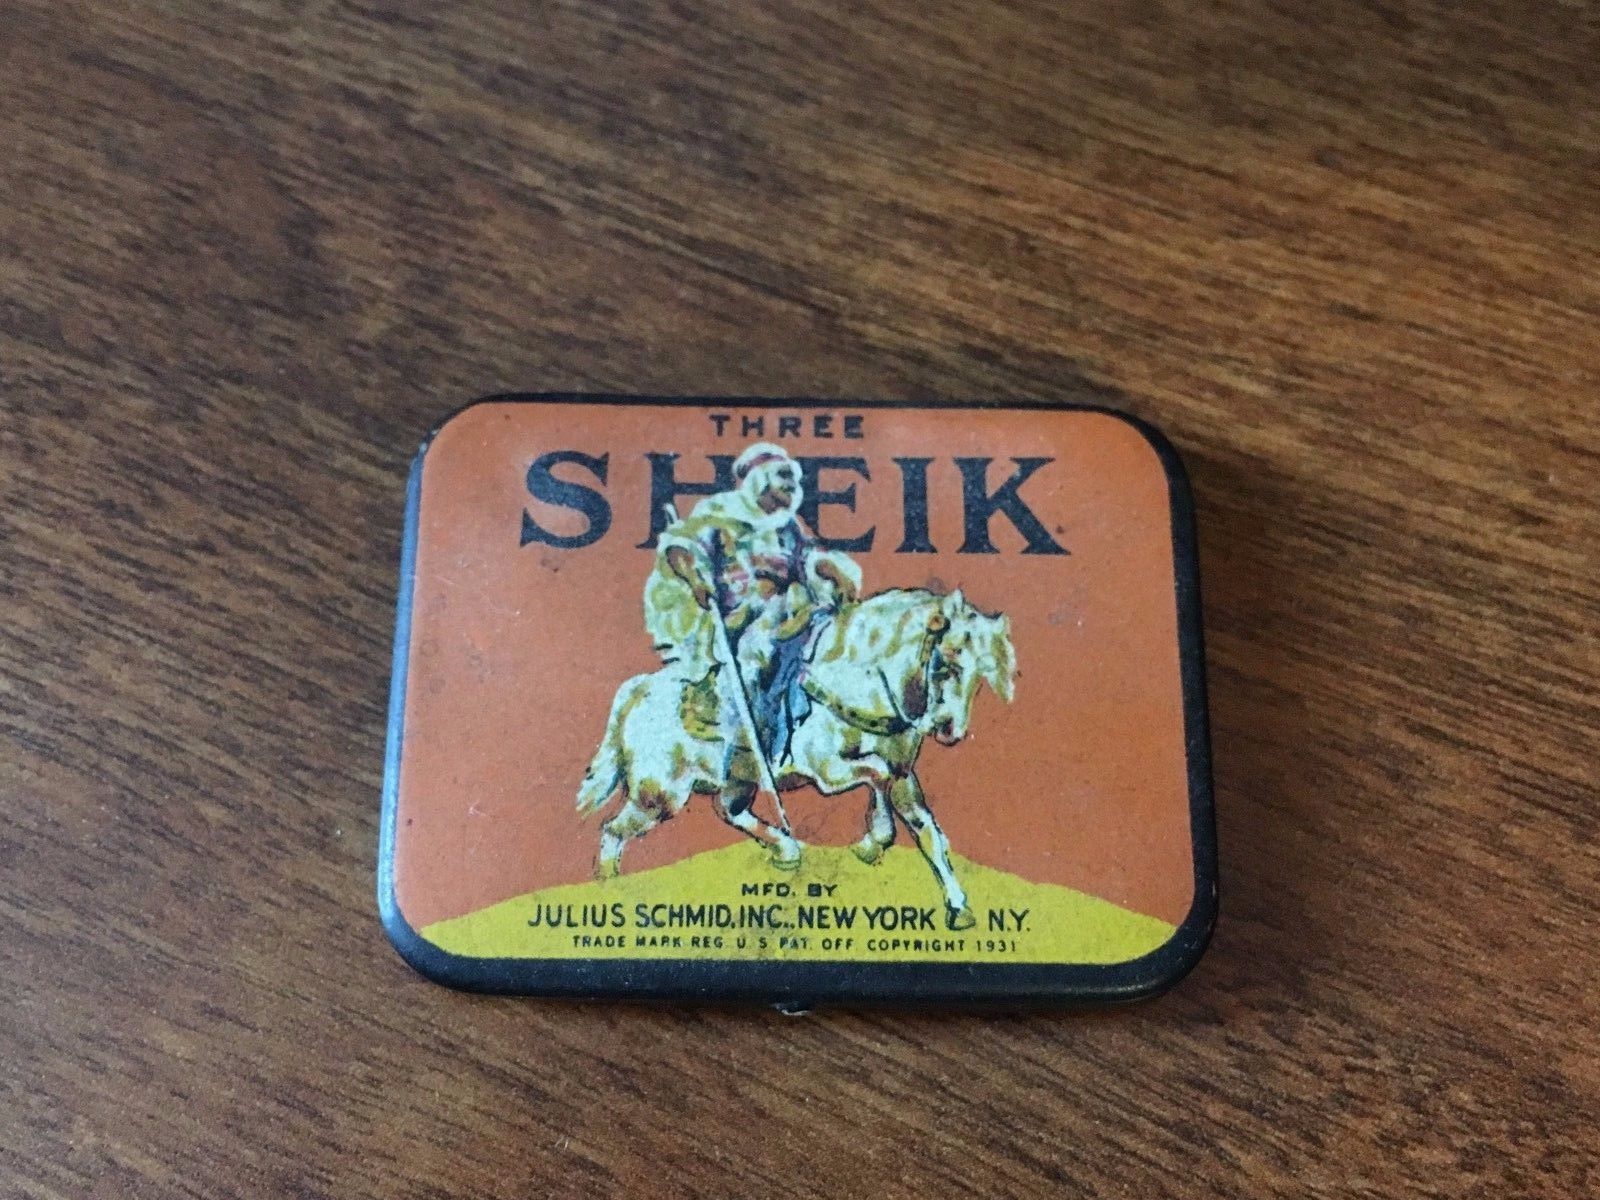 THREE
SHEIK
MFD. BY
JULIUS SCHMID, INC., NEW YORK N.Y.
TRADE MARK REG. U S PAT. OFF. COPYRIGHT 1931